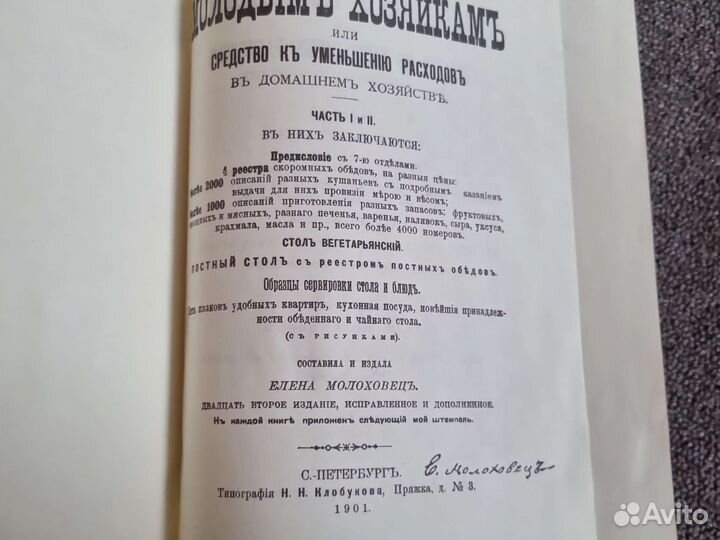 МОЛОДЫМЪ ХОЗЯЙКАМЪ
ИЛИ
СРЕДСТВО КЪ УМЕНЬШЕНІЮ РАСХОДОВЪ
ВЪ ДОМАШНЕМЪ ХОЗЯЙСТВѢ.
ЧАСТЬ I и II.
ВЪ НИХЪ ЗАКЛЮЧАЮТСЯ:
Предисловіе съ 7-ю отдѣлами.
реестра скоромныхъ обѣдовъ, на разныя цѣны:
2000 описаній разныхъ кушаньевъ съ подробнымъ казаніемъ
выдачи для нихъ провизіи мѣрою и вѣсомъ;
1000 описаній приготовленія разныхъ запасовъ: фруктовыхъ,
и мясныхъ, разнаго печенья, варенья, наливокъ, сыра, уксуса,
крахмала, масла и пр., всего болѣе 4000 номеровъ.
СТОЛЪ ВЕГЕТАРЬЯНСКІЙ.
ПОСТНЫЙ СТОЛЪ съ реестромъ постныхъ обѣдовъ.
Образцы сервировки стола и блюдъ.
плановъ удобныхъ квартиръ, кухонная посуда, новѣйшія принадлеж-
ности обѣденнаго и чайнаго стола.
(СЪ РИСУНКАМИ).
СОСТАВИЛА И ИЗДАЛА
ЕЛЕНА МОЛОХОВЕЦЪ.
ДВАДЦАТЬ ВТОРОЕ ИЗДАНІЕ, ИСПРАВЛЕННОЕ И ДОПОЛНЕННОЕ.
Къ каждой книгѣ приложенъ слѣдующій мой штемпель.
С.-ПЕТЕРБУРГЪ. Е. Молоховецъ
Типографія Н. Н. Клобукова, Пряжка, д. № 3.
1901.
Avito